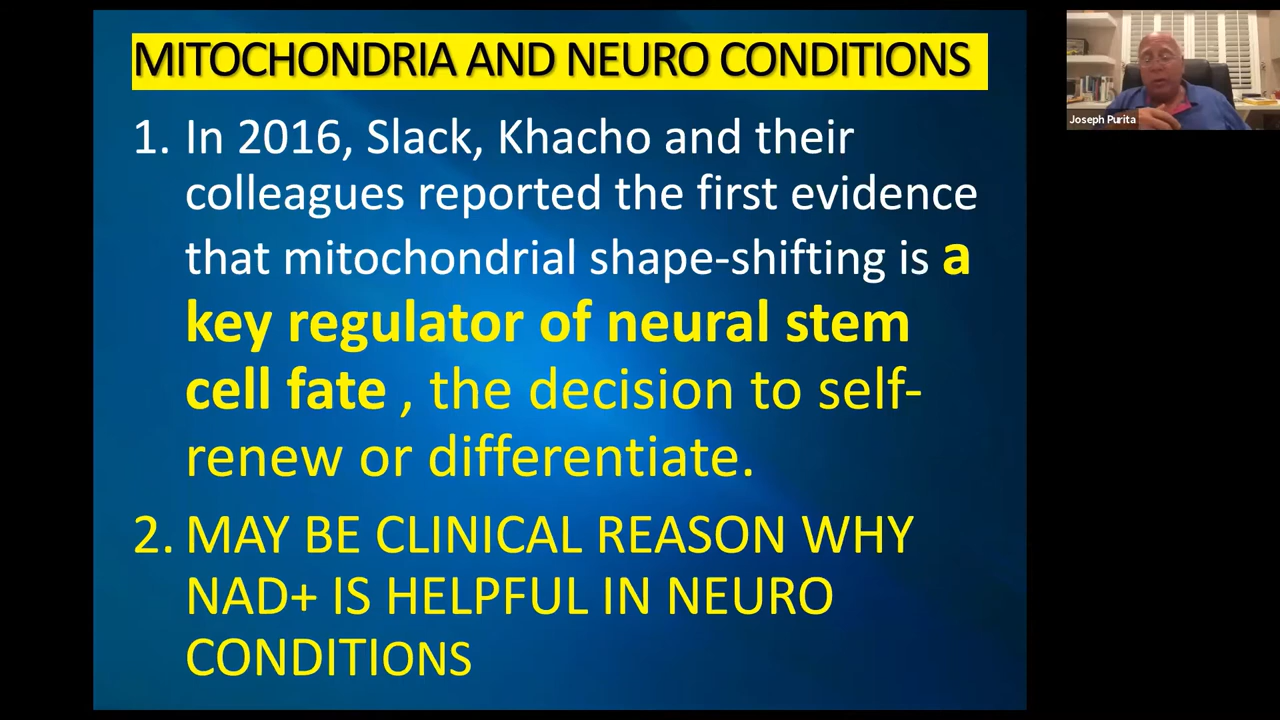 MITOCHONDRIA AND NEURO CONDITIONS
1. In 2016, Slack, Khacho and their
colleagues reported the first evidence
that mitochondrial shape-shifting is a
key regulator of neural stem
cell fate , the decision to self-
renew or differentiate.
2. MAY BE CLINICAL REASON WHY
NAD+ IS HELPFUL IN NEURO
CONDITIONS
Joseph Purita